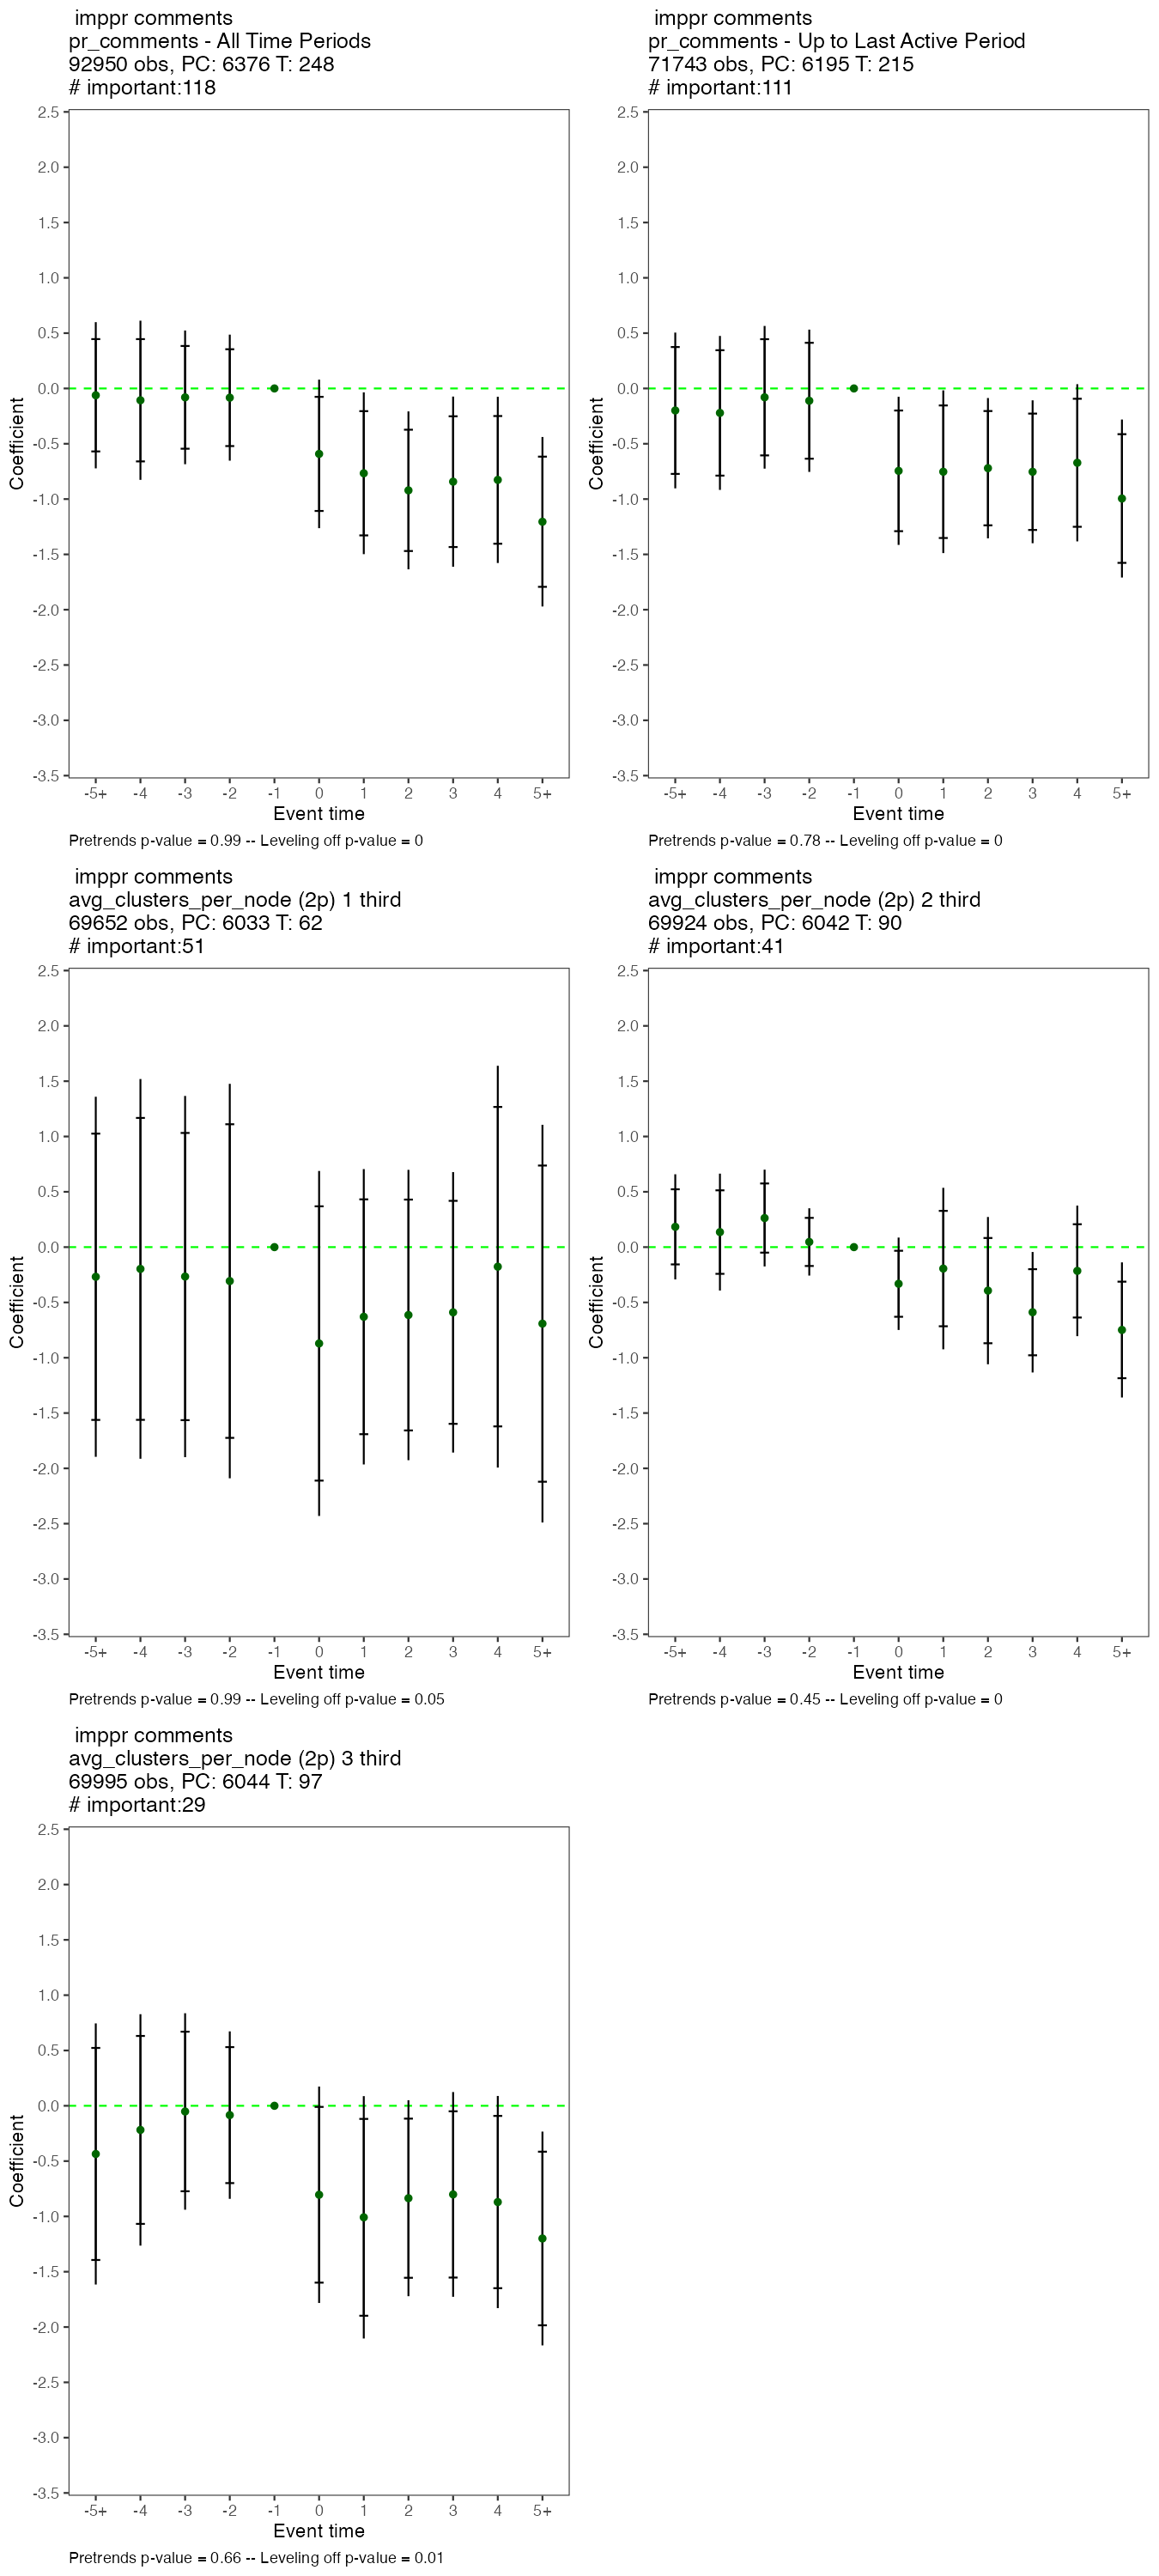 imppr comments
pr_comments - All Time Periods
92950 obs, PC: 6376 T: 248
# important:118
2.5
2.0
1.5
1.0
0.5
0.0
-0.5
-1.0
-1.5
-2.0
-2.5
-3.0
-3.5
Coefficient
-5+ -4 -3 -2 -1 0 1 2 3 4 5+
Event time
Pretrends p-value = 0.99 -- Leveling off p-value = 0
imppr comments
pr_comments - Up to Last Active Period
71743 obs, PC: 6195 T: 215
# important:111
2.5
2.0
1.5
1.0
0.5
0.0
-0.5
-1.0
-1.5
-2.0
-2.5
-3.0
-3.5
Coefficient
-5+ -4 -3 -2 -1 0 1 2 3 4 5+
Event time
Pretrends p-value = 0.78 -- Leveling off p-value = 0
imppr comments
avg_clusters_per_node (2p) 1 third
69652 obs, PC: 6033 T: 62
# important:51
2.5
2.0
1.5
1.0
0.5
0.0
-0.5
-1.0
-1.5
-2.0
-2.5
-3.0
-3.5
Coefficient
-5+ -4 -3 -2 -1 0 1 2 3 4 5+
Event time
Pretrends p-value = 0.99 -- Leveling off p-value = 0.05
imppr comments
avg_clusters_per_node (2p) 2 third
69924 obs, PC: 6042 T: 90
# important:41
2.5
2.0
1.5
1.0
0.5
0.0
-0.5
-1.0
-1.5
-2.0
-2.5
-3.0
-3.5
Coefficient
-5+ -4 -3 -2 -1 0 1 2 3 4 5+
Event time
Pretrends p-value = 0.45 -- Leveling off p-value = 0
imppr comments
avg_clusters_per_node (2p) 3 third
69995 obs, PC: 6044 T: 97
# important:29
2.5
2.0
1.5
1.0
0.5
0.0
-0.5
-1.0
-1.5
-2.0
-2.5
-3.0
-3.5
Coefficient
-5+ -4 -3 -2 -1 0 1 2 3 4 5+
Event time
Pretrends p-value = 0.66 -- Leveling off p-value = 0.01